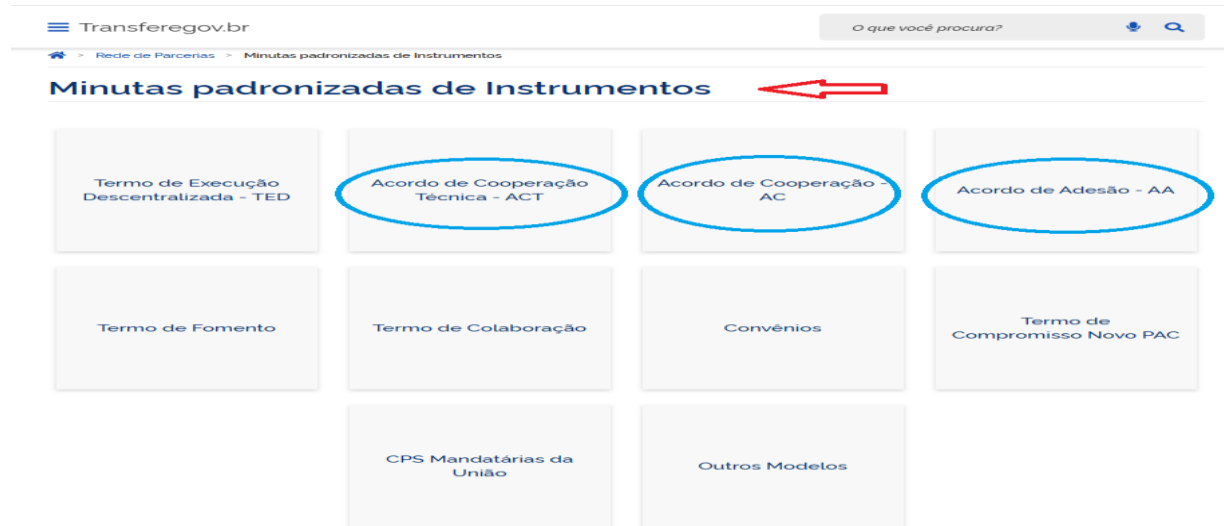 Transferegov.br
O que você procura?
> Rede de Parcerias > Minutas padronizadas de Instrumentos
Minutas padronizadas de Instrumentos
Termo de Execução
Descentralizada - TED
Acordo de Cooperação
Técnica - ACT
Acordo de Cooperação -
AC
Acordo de Adesão - AA
Termo de Fomento
Termo de Colaboração
Convênios
Termo de
Compromisso Novo PAC
CPS Mandatárias da
União
Outros Modelos